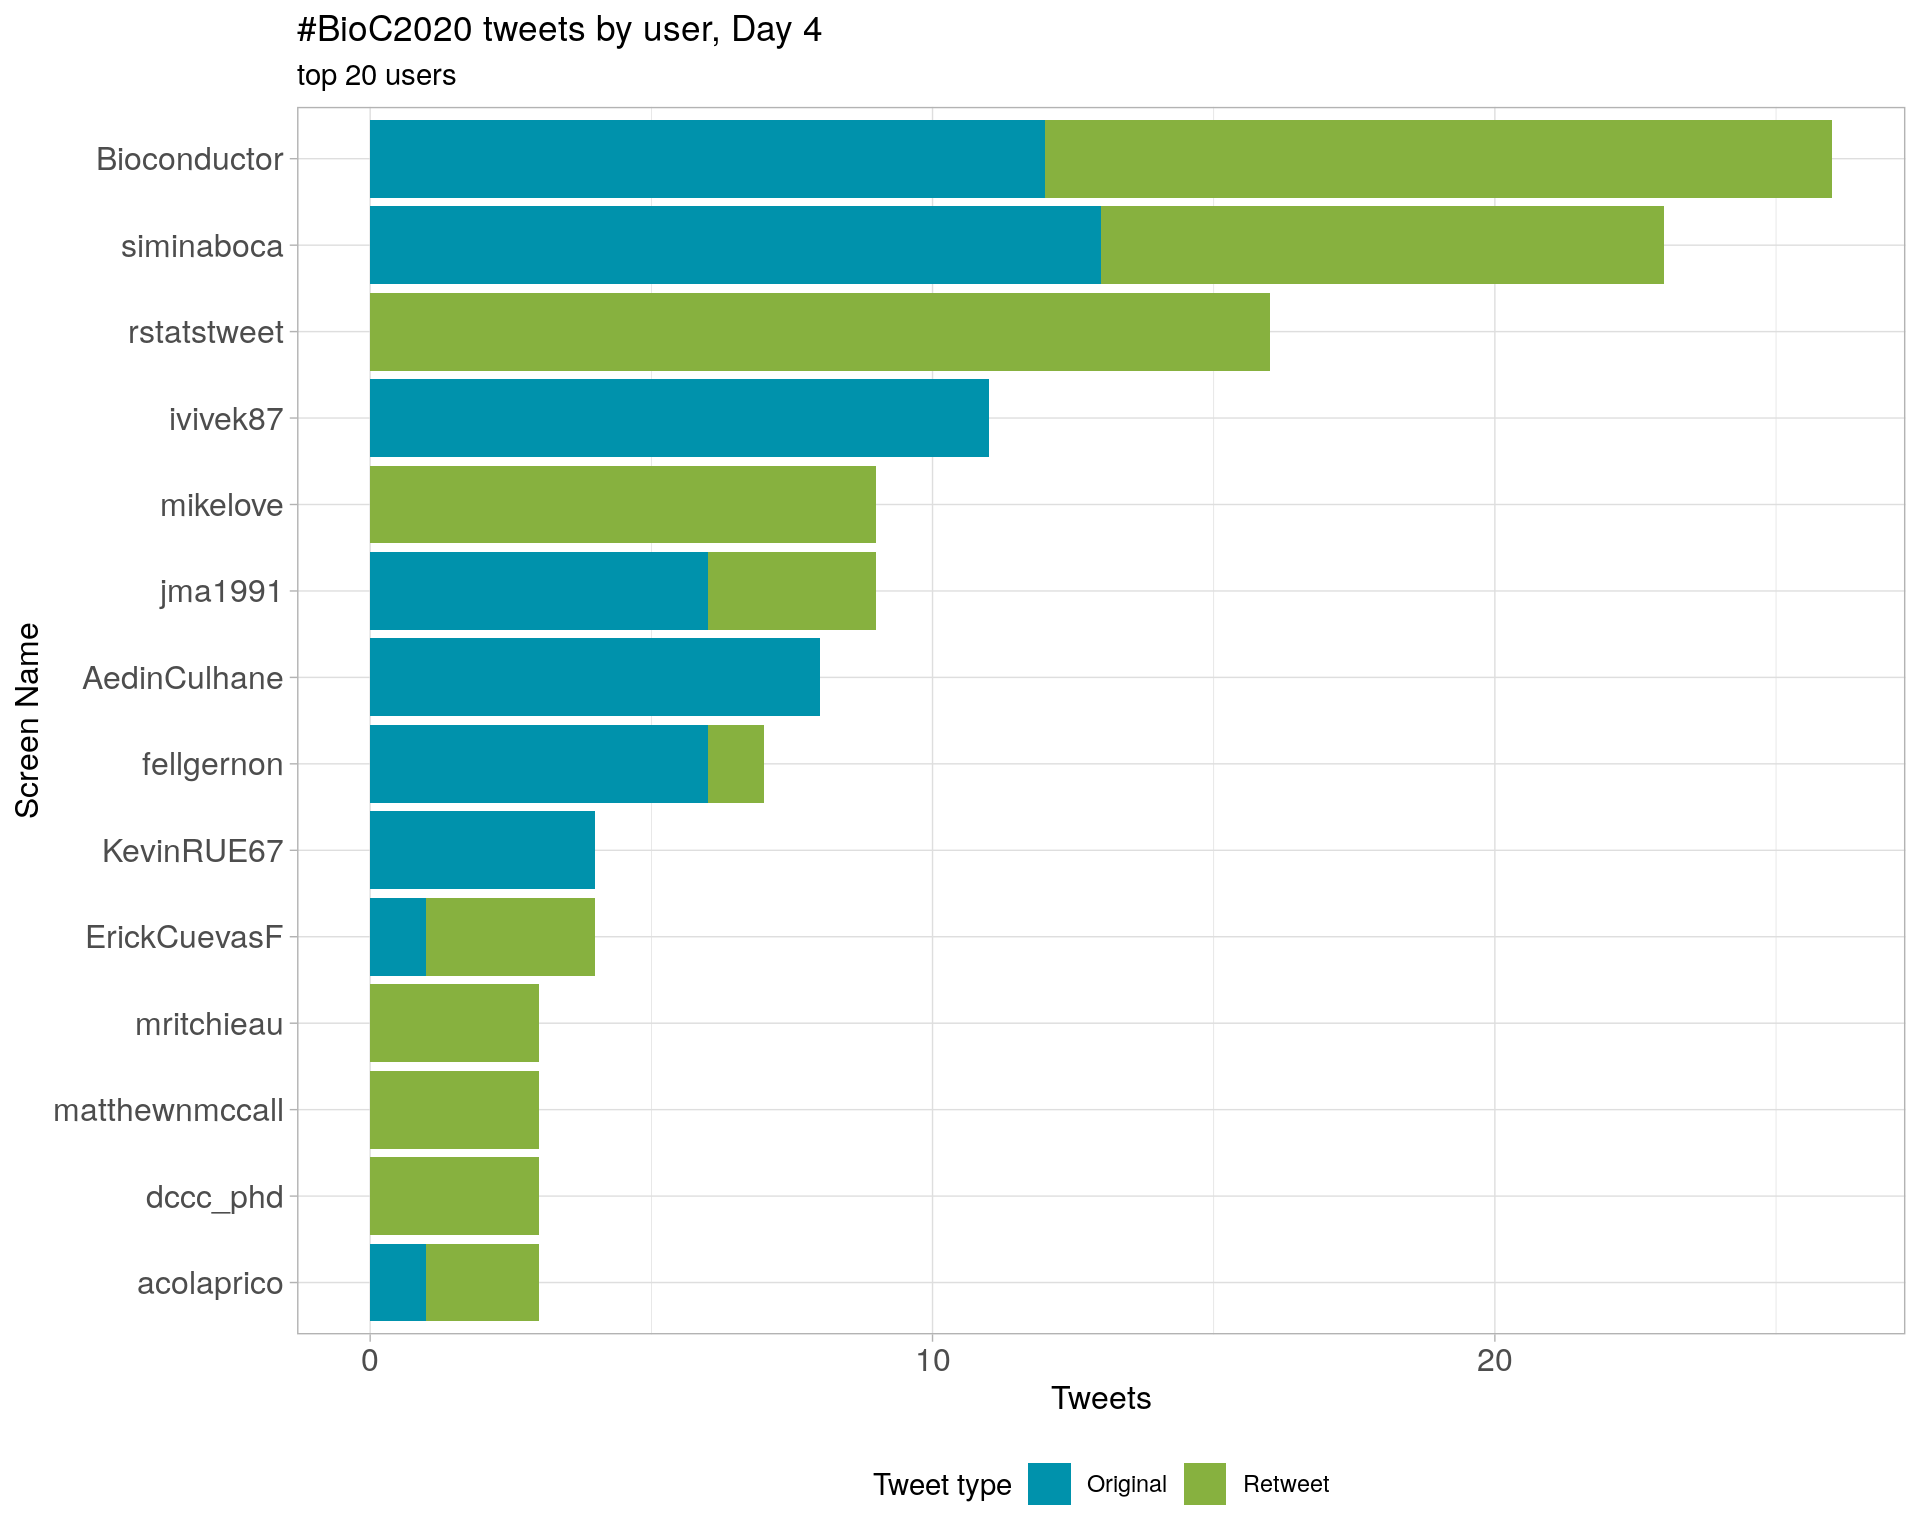 #BioC2020 tweets by user, Day 4
top 20 users
Bioconductor
siminaboca
rstatstweet
ivivek87
mikelove
jma1991
AedinCulhane
fellgernon
KevinRUE67
ErickCuevasF
mritchieau
matthewnmccall
dccc_phd
acolaprico
Screen Name
0 10 20
Tweets
Tweet type Original Retweet